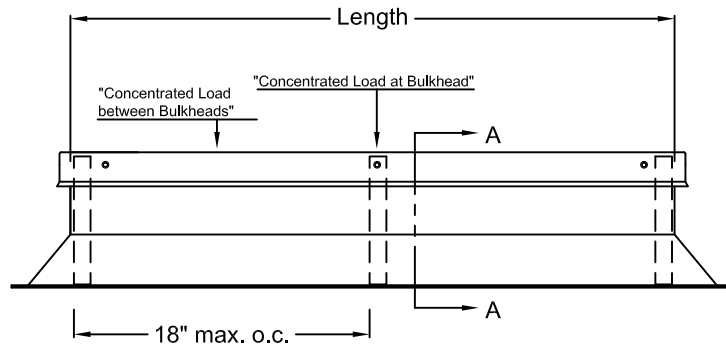 Length
"Concentrated Load at Bulkhead"
"Concentrated Load
between Bulkheads"
A
A
18" max. o.c.